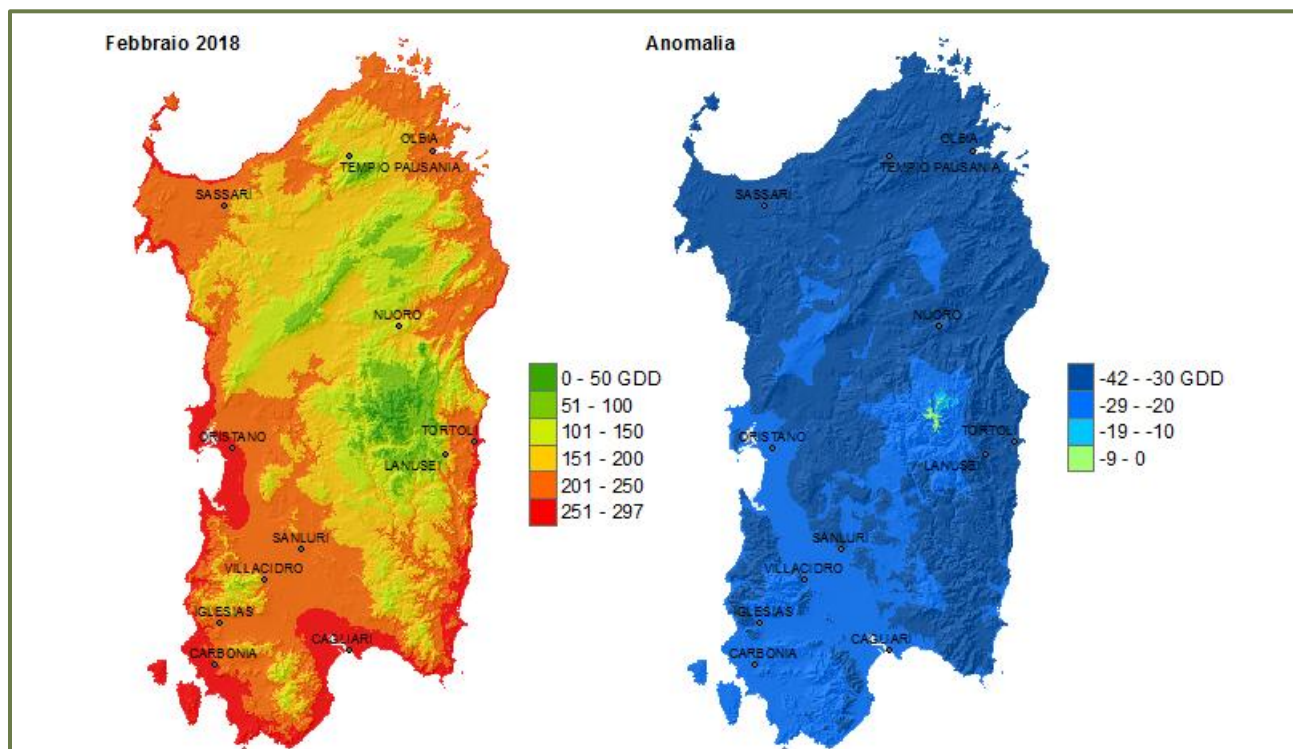 Febbraio 2018
OLBIA
TEMPIO PAUSANIA
SASSARI
NUORO
ORISTANO
TORTOLI
LANUSEI
SANLURI
VILLACIDRO
IGLESIAS
CAGLIARI
CARBONIA
0 - 50 GDD
51 - 100
101 - 150
151 - 200
201 - 250
251 - 297
Anomalia
OLBIA
TEMPIO PAUSANIA
SASSARI
NUORO
ORISTANO
TORTOLI
LANUSEI
SANLURI
VILLACIDRO
IGLESIAS
CAGLIARI
CARBONIA
-42 - -30 GDD
-29 - -20
-19 - -10
-9 - 0